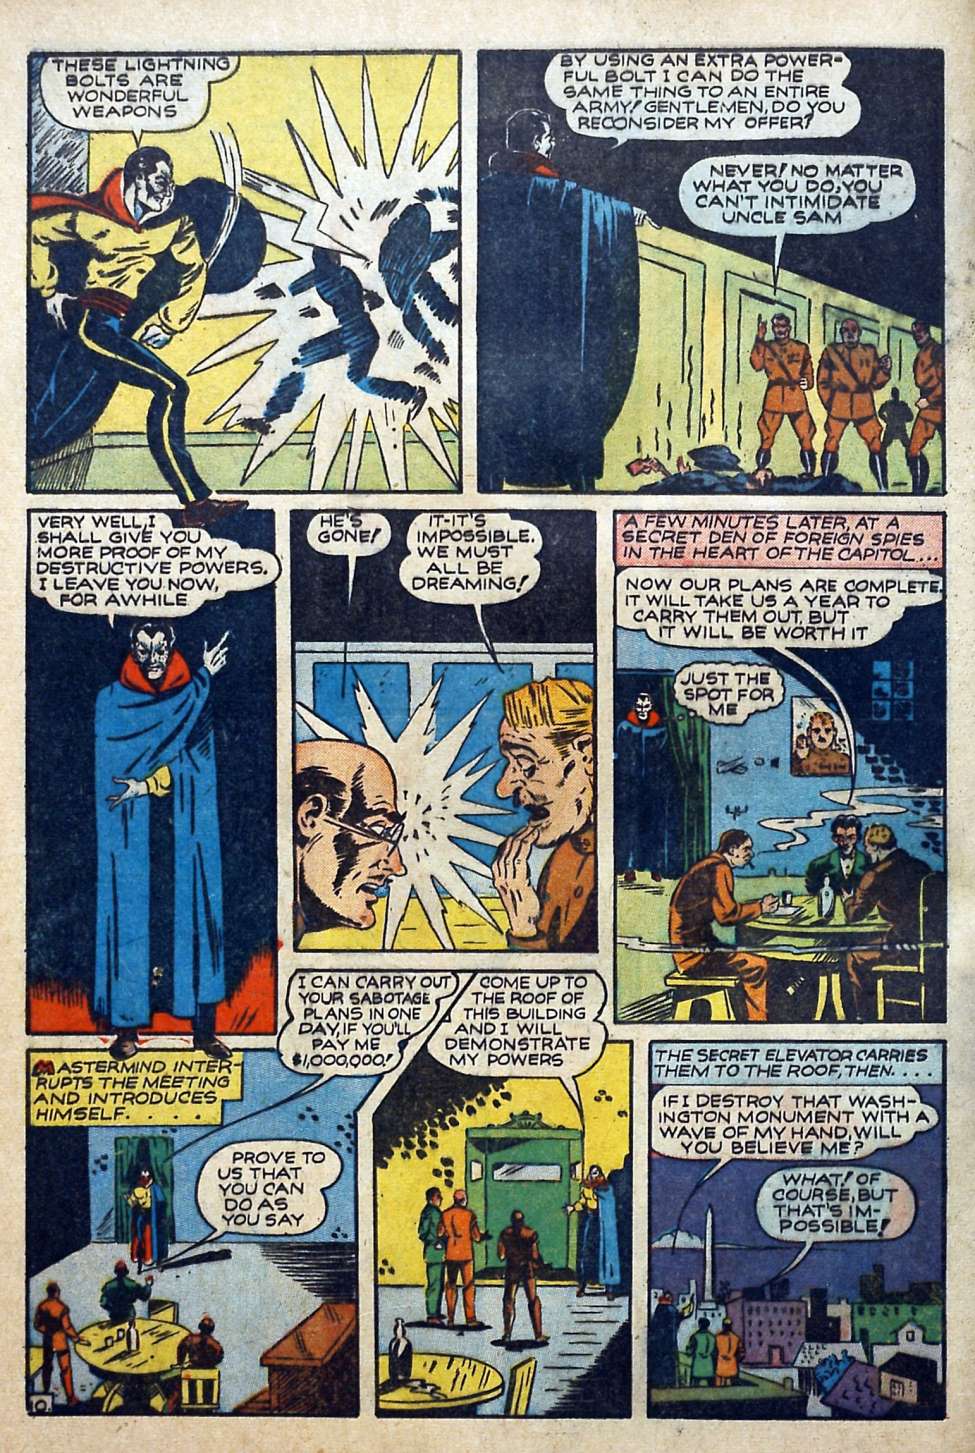 THESE LIGHTNING
BOLTS ARE
WONDERFUL
WEAPONS
BY USING AN EXTRA POWER-
FUL BOLT I CAN DO THE
SAME THING TO AN ENTIRE
ARMY! GENTLEMEN, DO YOU
RECONSIDER MY OFFER?
NEVER! NO MATTER
WHAT YOU DO, YOU
CAN'T INTIMIDATE
UNCLE SAM
VERY WELL, I
SHALL GIVE YOU
MORE PROOF OF MY
DESTRUCTIVE POWERS.
I LEAVE YOU NOW,
FOR AWHILE
HE'S
GONE!
IT-IT'S
IMPOSSIBLE.
WE MUST
ALL BE
DREAMING!
A FEW MINUTES LATER, AT A
SECRET DEN OF FOREIGN SPIES
IN THE HEART OF THE CAPITOL...
NOW OUR PLANS ARE COMPLETE.
IT WILL TAKE US A YEAR TO
CARRY THEM OUT, BUT
IT WILL BE WORTH IT
JUST THE
SPOT FOR
ME
MASTERMIND INTER-
RUPTS THE MEETING
AND INTRODUCES
HIMSELF. . . . .
I CAN CARRY OUT
YOUR SABOTAGE
PLANS IN ONE
DAY, IF YOU'LL
PAY ME
$1,000,000!
PROVE TO
US THAT
YOU CAN
DO AS
YOU SAY
COME UP TO
THE ROOF OF
THIS BUILDING
AND I WILL
DEMONSTRATE
MY POWERS
THE SECRET ELEVATOR CARRIES
THEM TO THE ROOF, THEN. . . .
IF I DESTROY THAT WASH-
INGTON MONUMENT WITH A
WAVE OF MY HAND, WILL
YOU BELIEVE ME?
WHAT! OF
COURSE, BUT
THAT'S IM-
POSSIBLE!